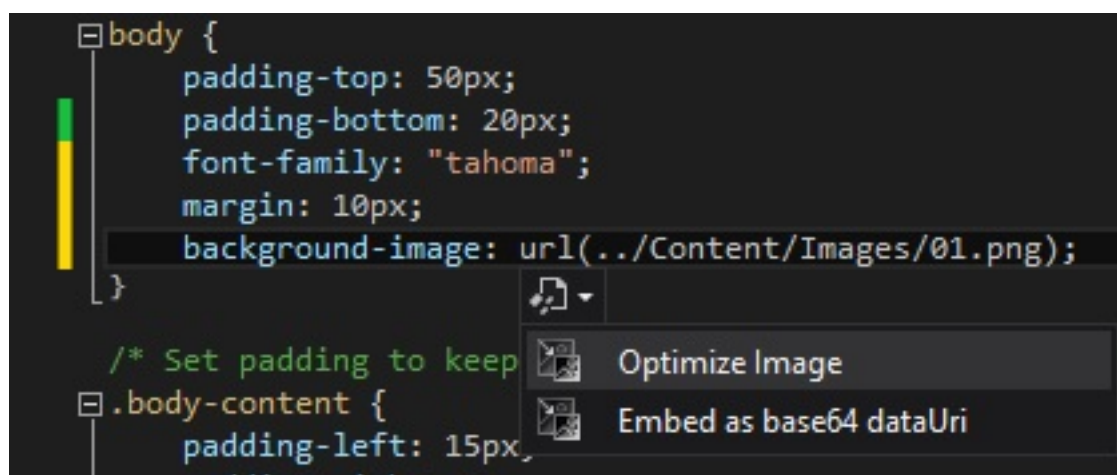 body {
padding-top: 50px;
padding-bottom: 20px;
font-family: "tahoma";
margin: 10px;
background-image: url(../Content/Images/01.png);
}
/* Set padding to keep
Optimize Image
.body-content {
Embed as base64 dataUri
padding-left: 15px